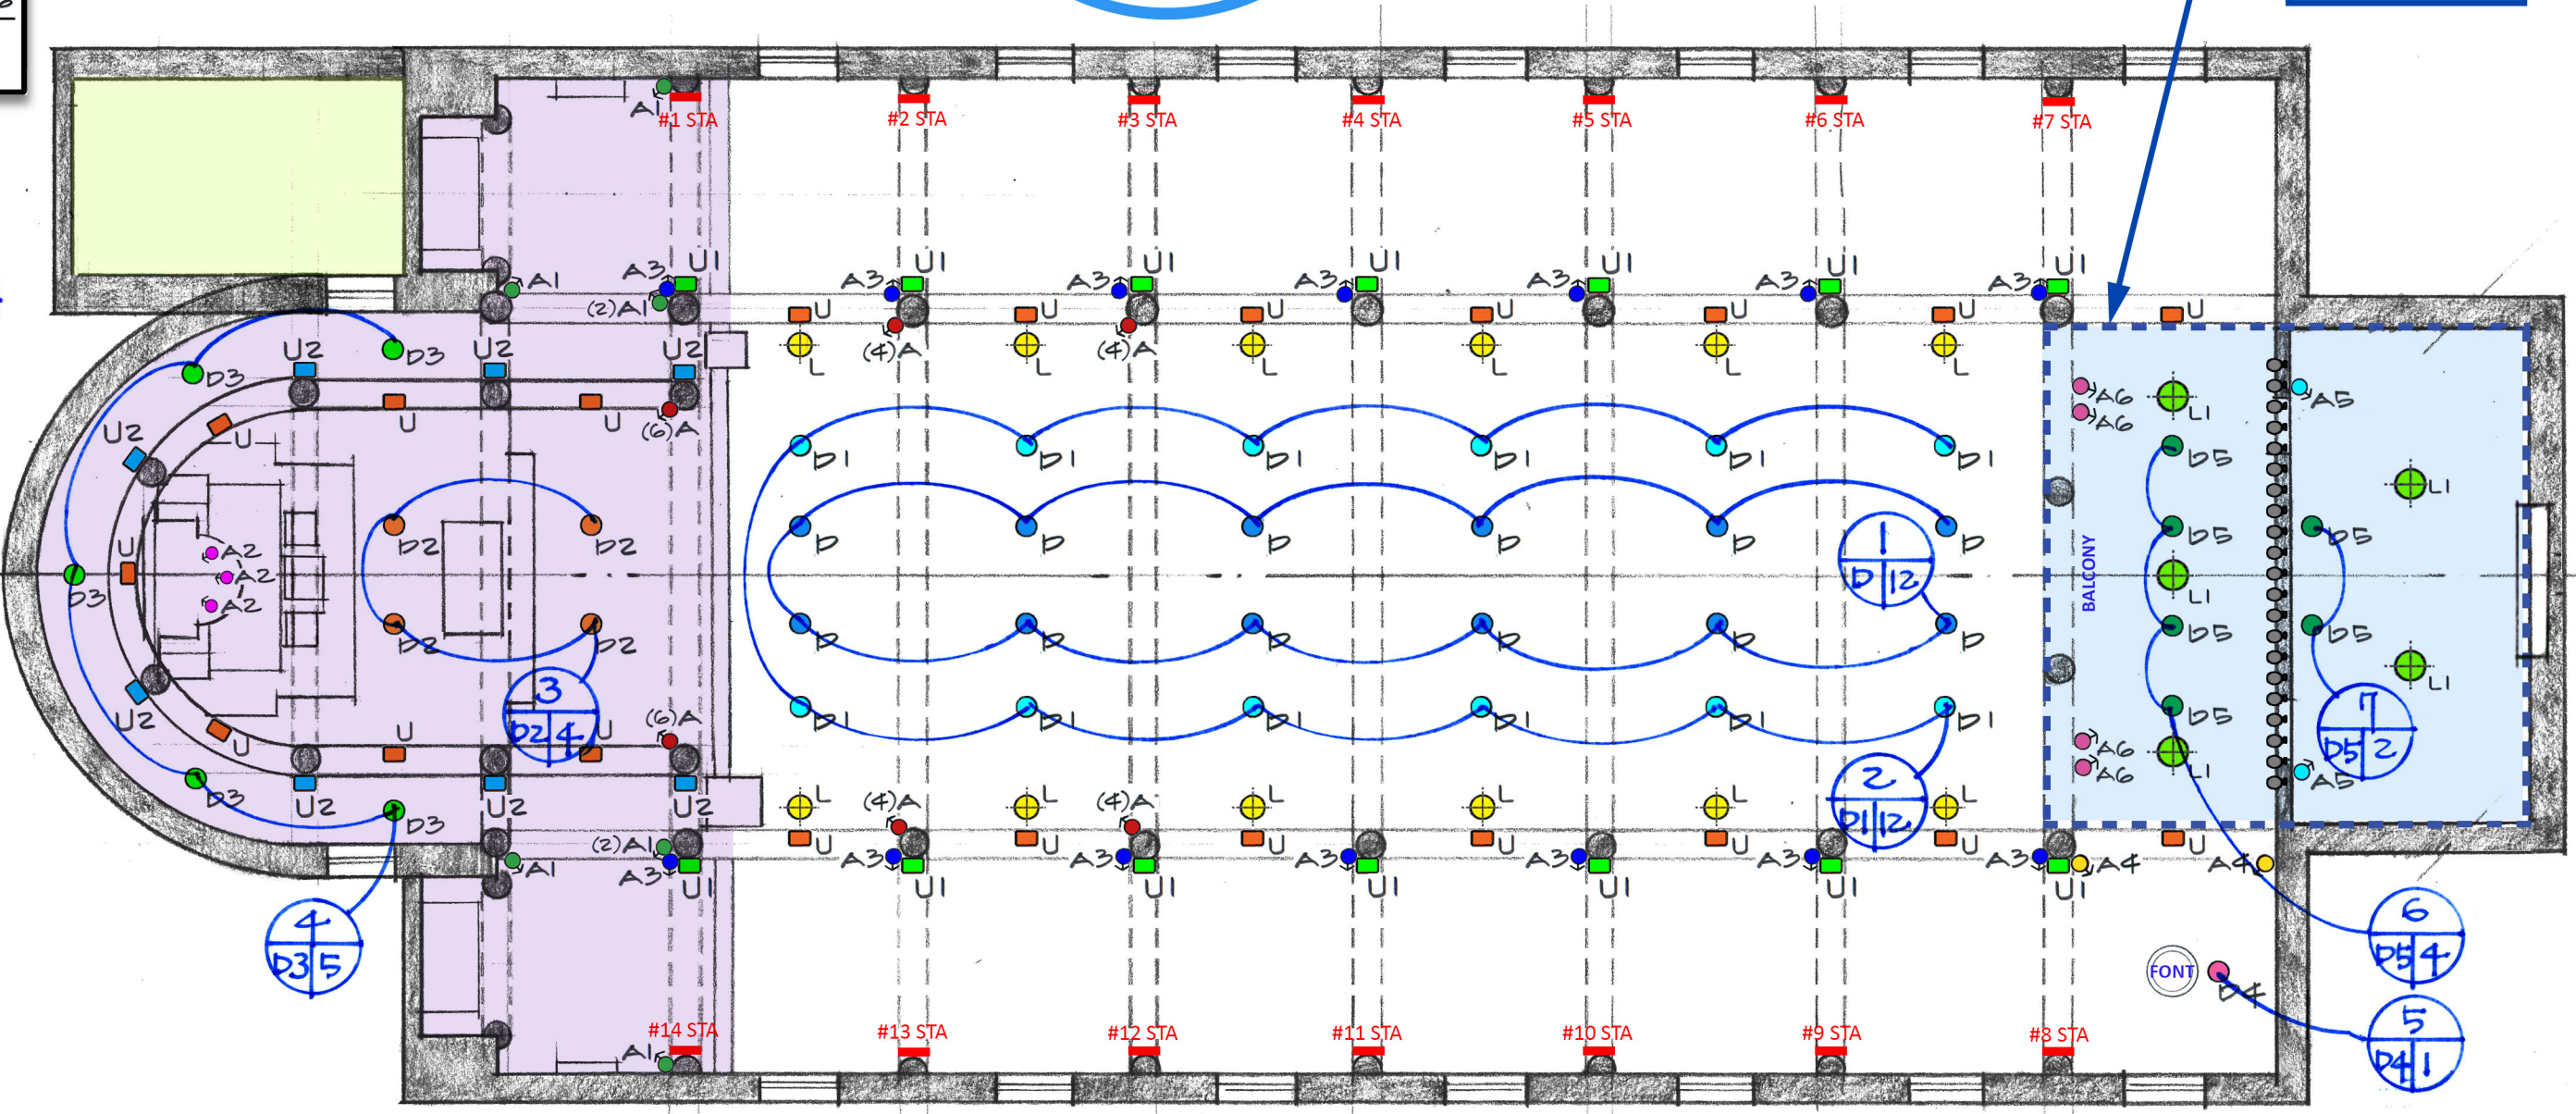 A1 #1 STA #2 STA #3 STA #4 STA #5 STA #6 STA #7 STA
A3 U1 U1 U1 U1 U1 U1 U1
A1 (2)A1 A3 A3 A3 A3 A3 A3
U U U U U U U
(4)A (4)A
L L L L L L
U2 U2 U2
D3 D3
U U
(6)A
A6 L1 A5
A6
U2 U
D1 D1 D1 D1 D1 D1 D5
L1
D2 D2 D D D D D D D5 D5
1
D 12
U A2
A2
A2
D3
BALCONY
L1
D2 D2 D D D D D D D5 D5
L1
3
D2 4
U2 U
(6)A
D1 D1 D1 D1 D1 D1 D5
7
D5 2
U U
A6
A6
L1 A5
2
D1 12
D3 D3
U2 U2 U2
L L L L L L
(4)A (4)A
U U U U U U U
A1 (2)A1
A3 A3 A3 A3 A3 A3 A3 A4 A4
U1 U1 U1 U1 U1 U1 U1
4
D3 5
6
D5 4
FONT D4
5
D4 1
A1 #14 STA #13 STA #12 STA #11 STA #10 STA #9 STA #8 STA